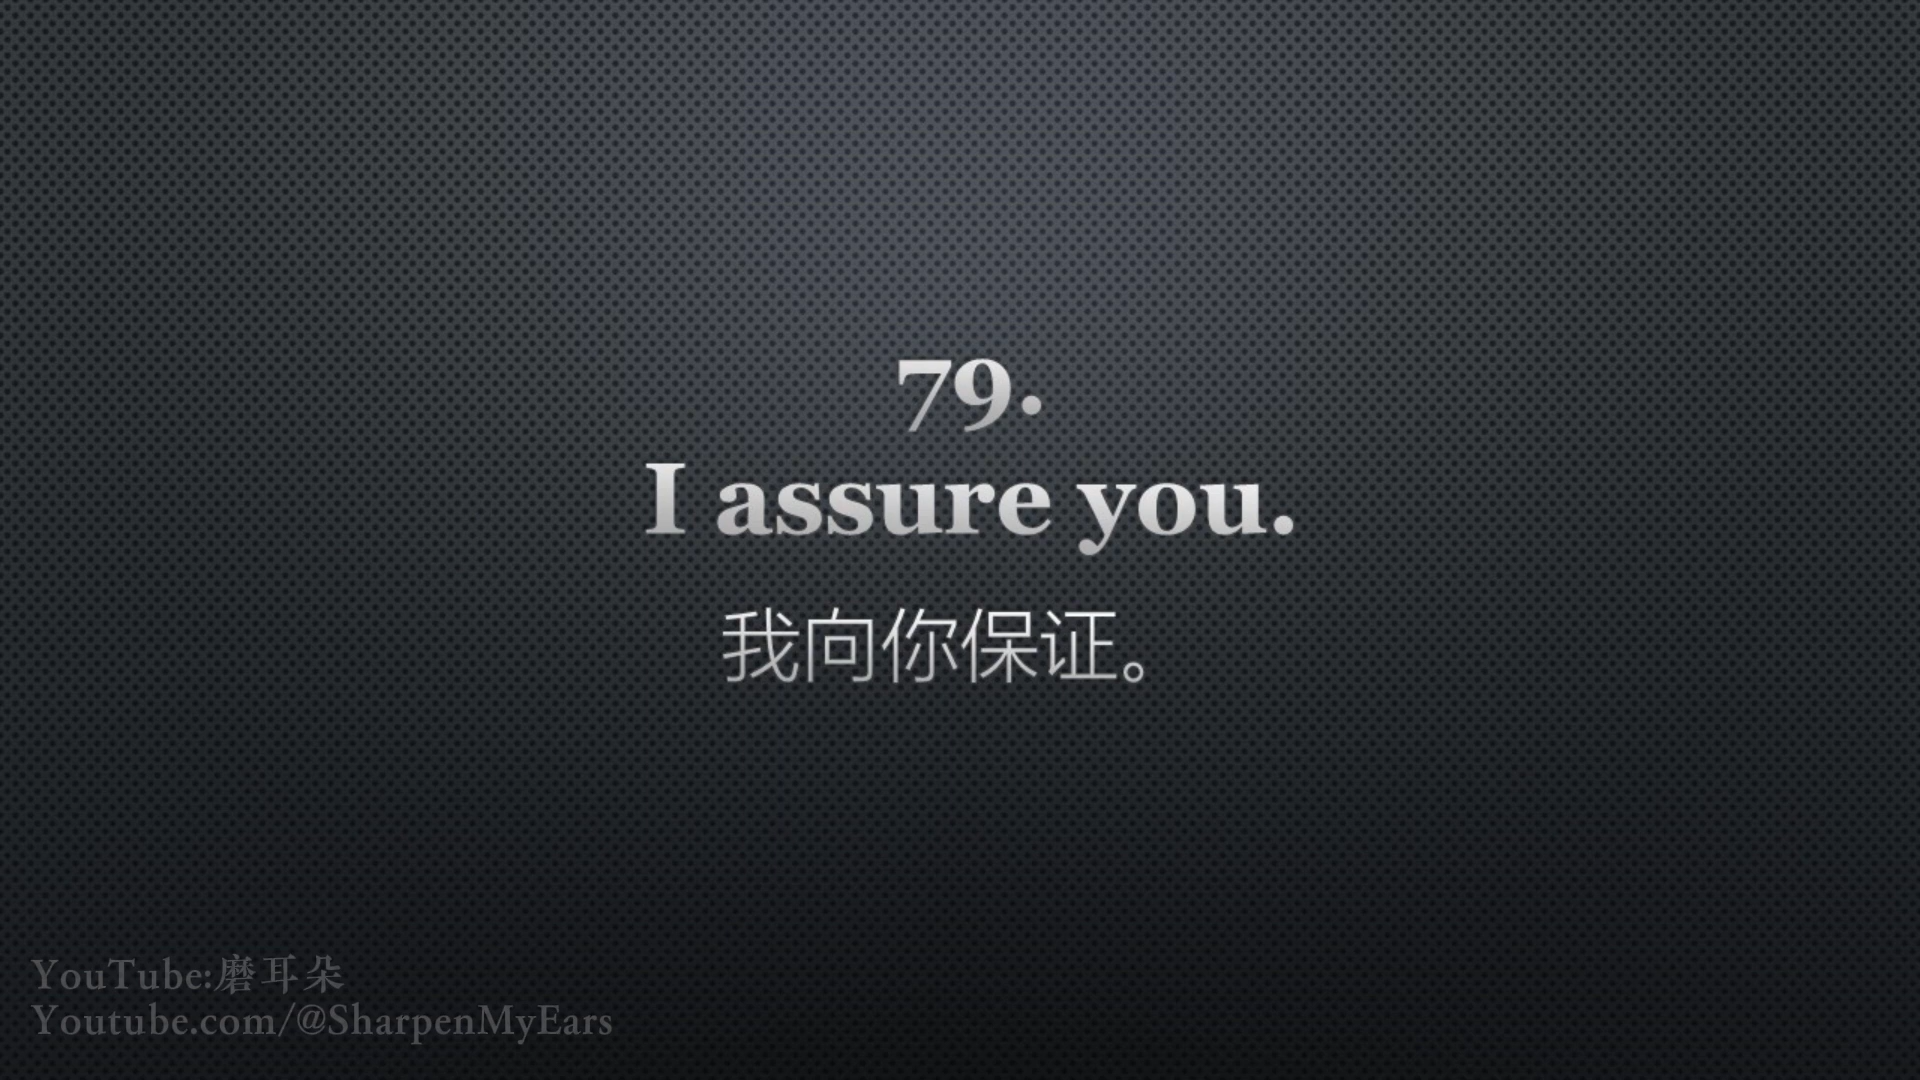 79.
I assure you.
我向你保证。
YouTube:磨耳朵
Youtube.com/@SharpenMyEars